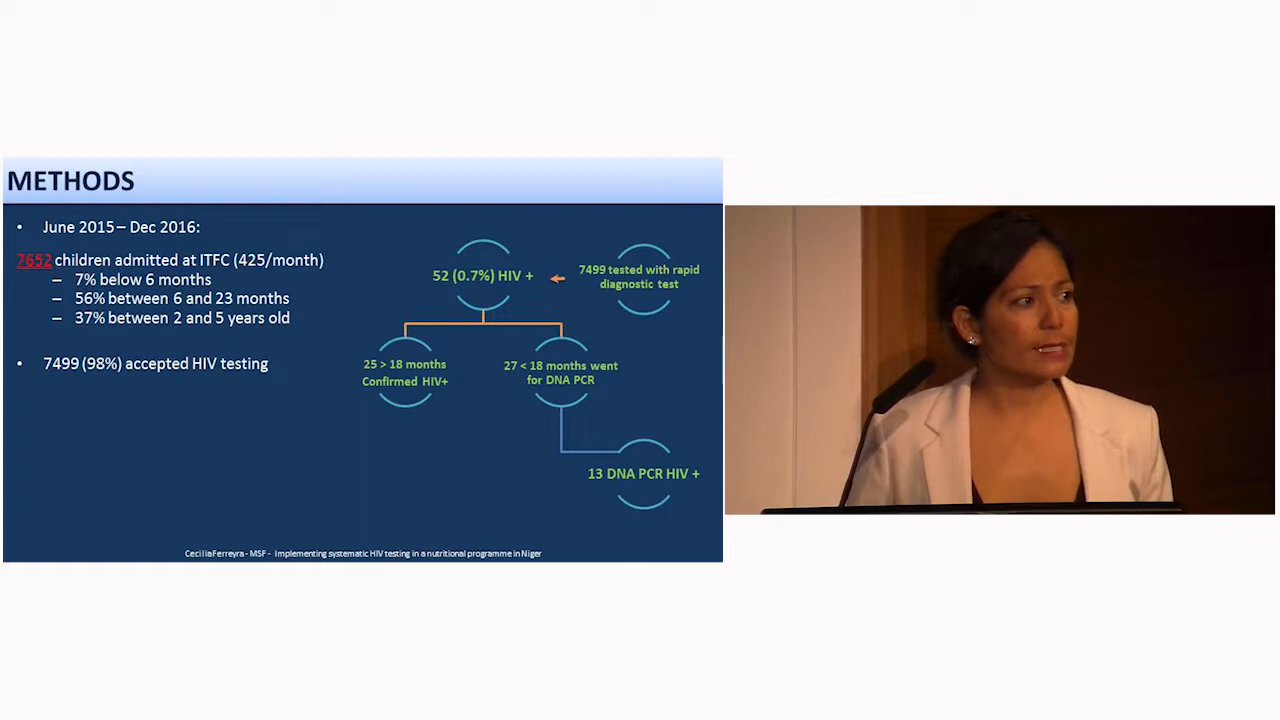 METHODS
• June 2015 – Dec 2016:
7652 children admitted at ITFC (425/month)
– 7% below 6 months
– 56% between 6 and 23 months
– 37% between 2 and 5 years old
• 7499 (98%) accepted HIV testing
52 (0.7%) HIV +
7499 tested with rapid
diagnostic test
25 > 18 months
Confirmed HIV+
27 < 18 months went
for DNA PCR
13 DNA PCR HIV +
Cecilia Ferreyra - MSF - Implementing systematic HIV testing in a nutritional programme in Niger